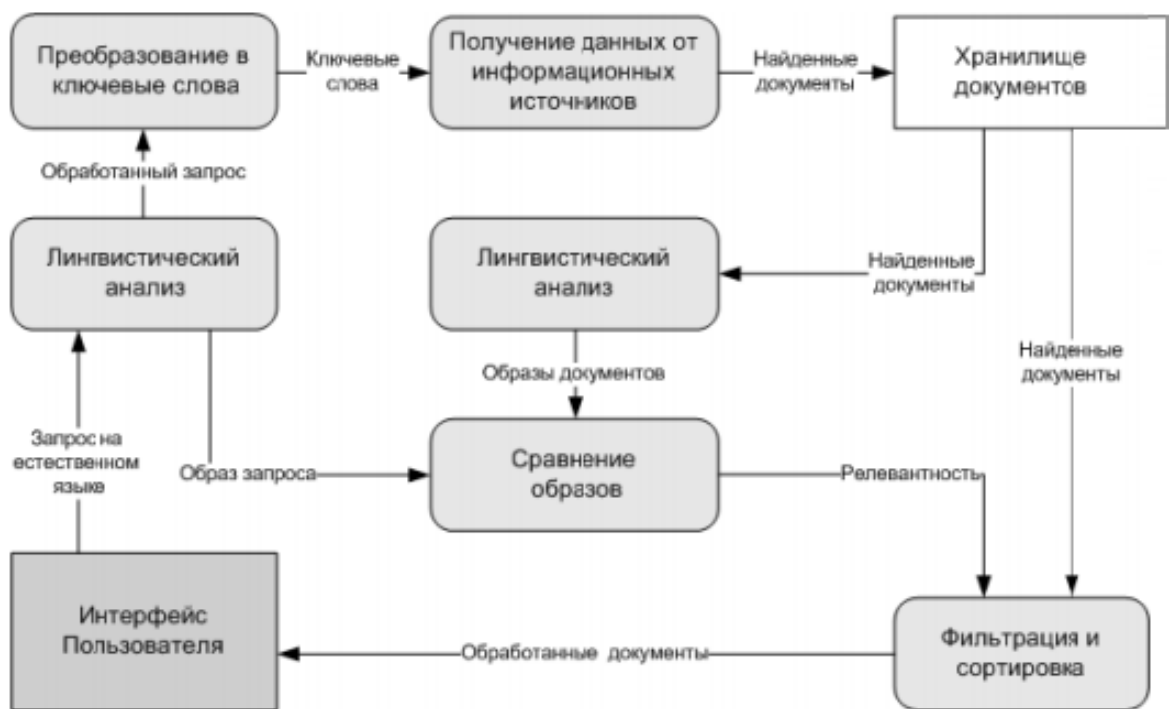 Преобразование в
ключевые слова
Ключевые
слова
Получение данных от
информационных
источников
Найденные
документы
Хранилище
документов
Обработанный запрос
Лингвистический
анализ
Лингвистический
анализ
Найденные
документы
Образы документов
Найденные
документы
Запрос на
естественном
языке
Образ запроса
Сравнение
образов
Релевантность
Интерфейс
Пользователя
Обработанные документы
Фильтрация и
сортировка